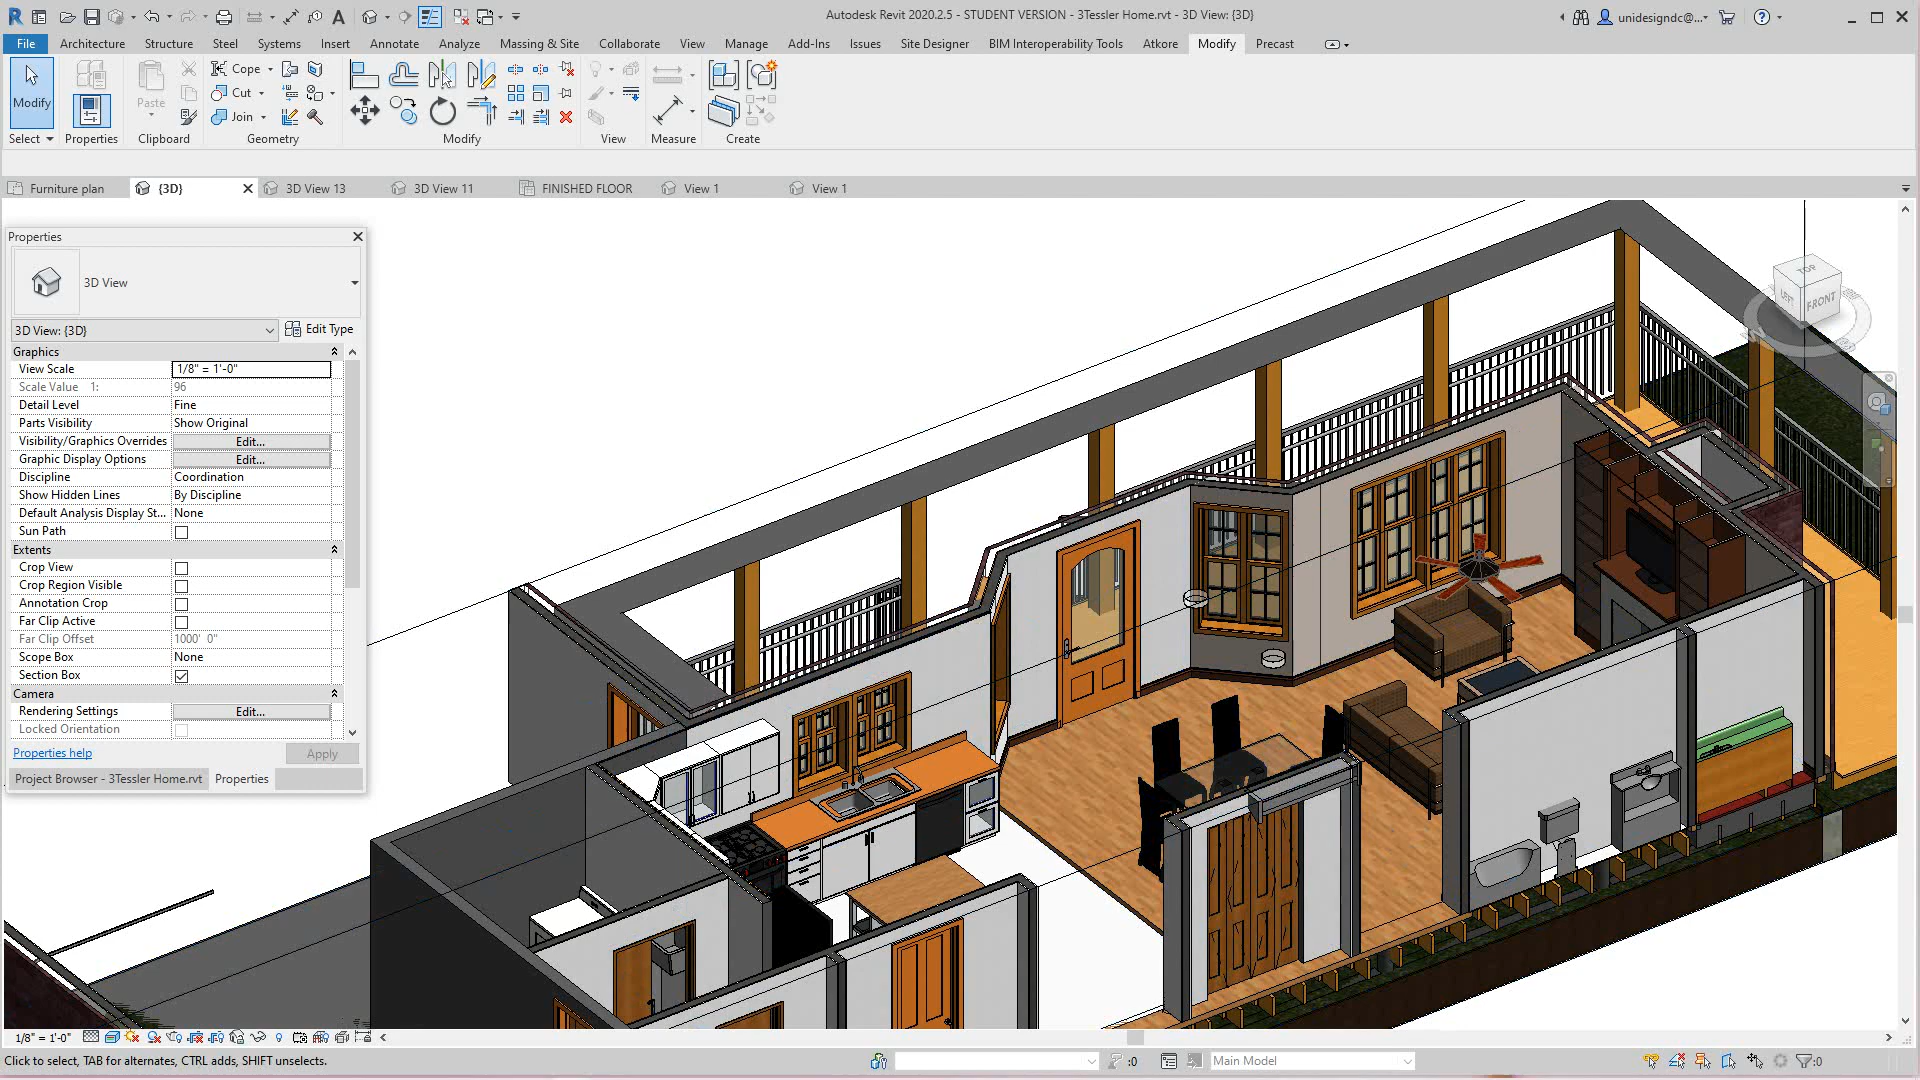 Autodesk Revit 2020.2.5 - STUDENT VERSION - 3Tessler Home.rvt - 3D View: {3D}
unidesigndc@...
File Architecture Structure Steel Systems Insert Annotate Analyze Massing & Site Collaborate View Manage Add-Ins Issues Site Designer BIM Interoperability Tools Atkore Modify Precast
Modify
Paste
Cope
Cut
Join
Select Properties Clipboard Geometry Modify View Measure Create
Furniture plan {3D} 3D View 13 3D View 11 FINISHED FLOOR View 1 View 1
Properties
3D View
3D View: {3D} Edit Type
Graphics
View Scale 1/8" = 1'-0"
Scale Value 1: 96
Detail Level Fine
Parts Visibility Show Original
Visibility/Graphics Overrides Edit...
Graphic Display Options Edit...
Discipline Coordination
Show Hidden Lines By Discipline
Default Analysis Display St... None
Sun Path
Extents
Crop View
Crop Region Visible
Annotation Crop
Far Clip Active
Far Clip Offset 1000' 0"
Scope Box None
Section Box
Camera
Rendering Settings Edit...
Locked Orientation
Properties help Apply
Project Browser - 3Tessler Home.rvt Properties
TOP
LEFT FRONT
W
1/8" = 1'-0"
Click to select, TAB for alternates, CTRL adds, SHIFT unselects.
:0
Main Model
:0